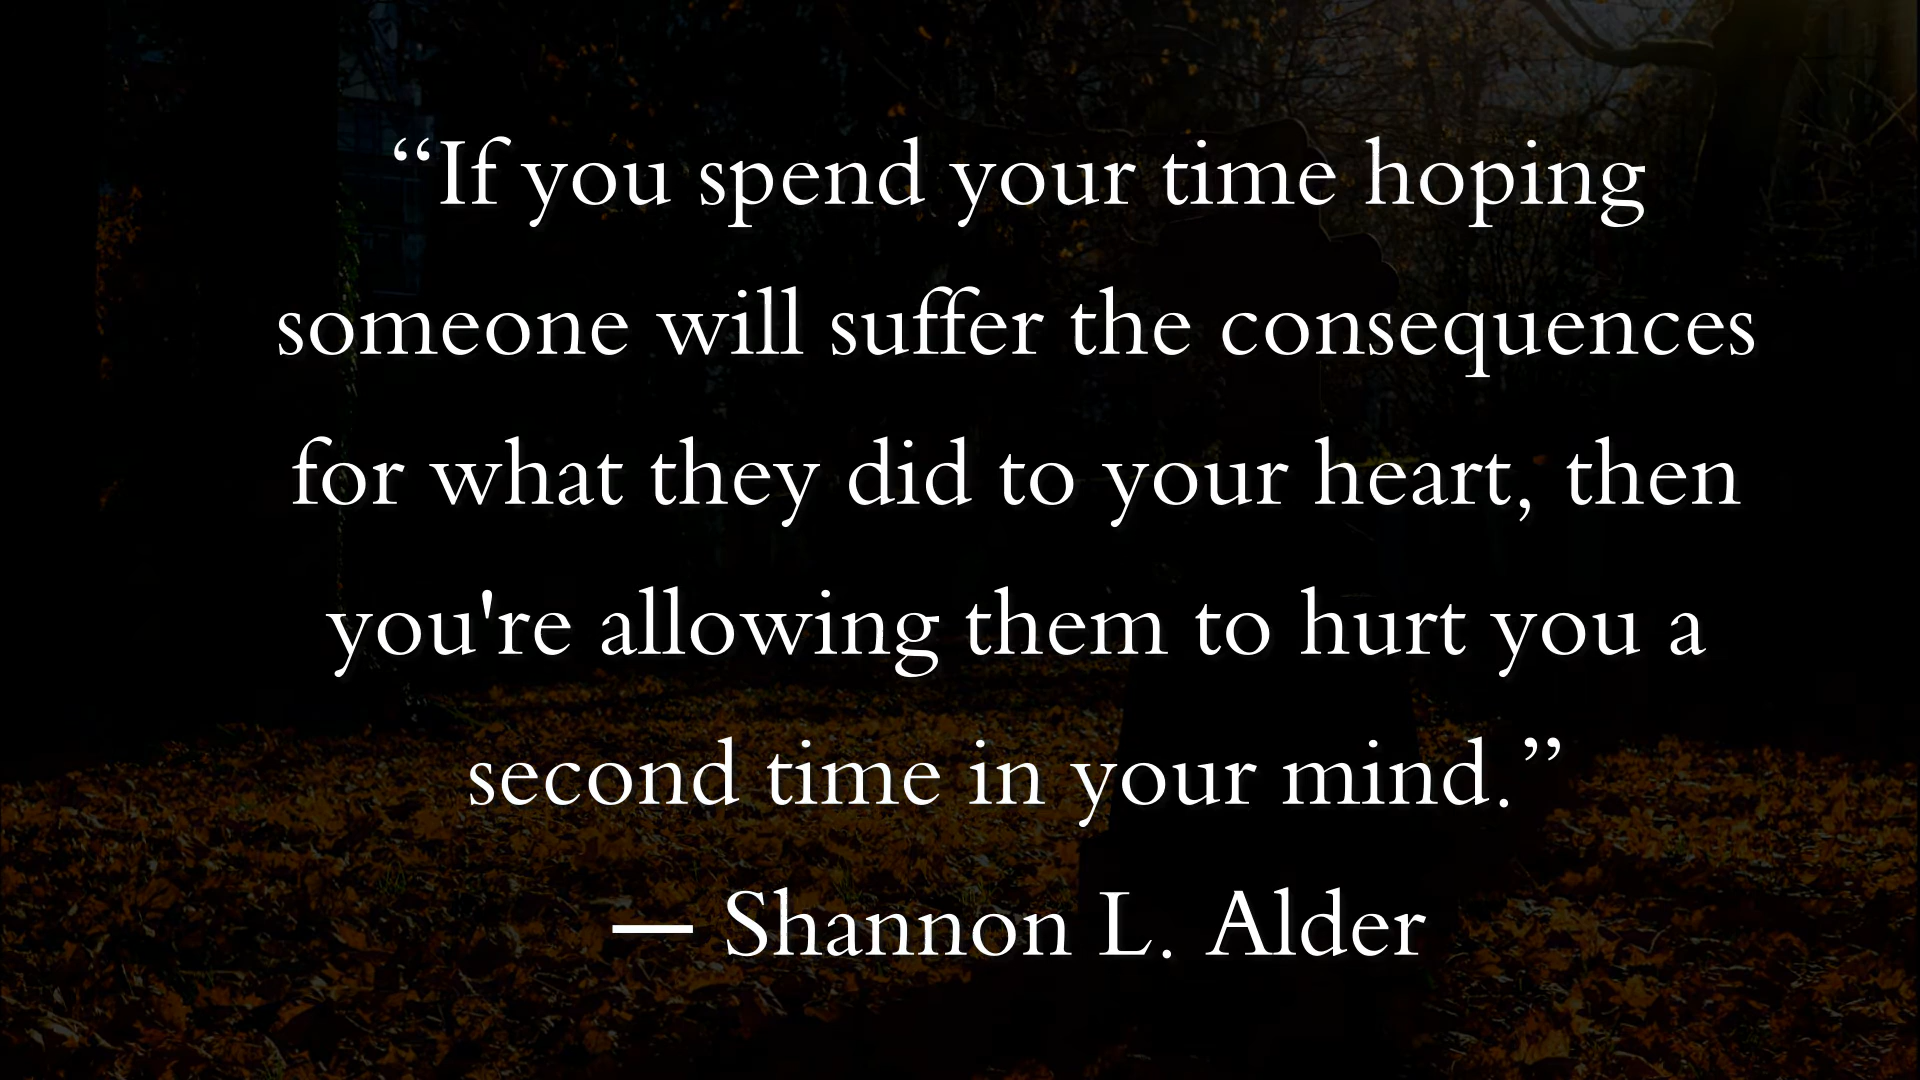 “If you spend your time hoping
someone will suffer the consequences
for what they did to your heart, then
you're allowing them to hurt you a
second time in your mind.”
— Shannon L. Alder